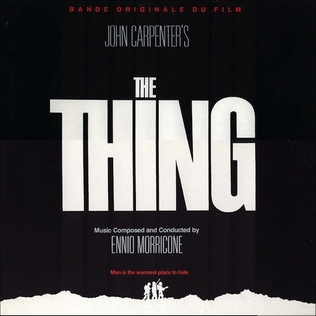 BANDE ORIGINALE DU FILM
JOHN CARPENTER'S
THE
THING
Music Composed and Conducted by
ENNIO MORRICONE
Man is the warmest place to hide